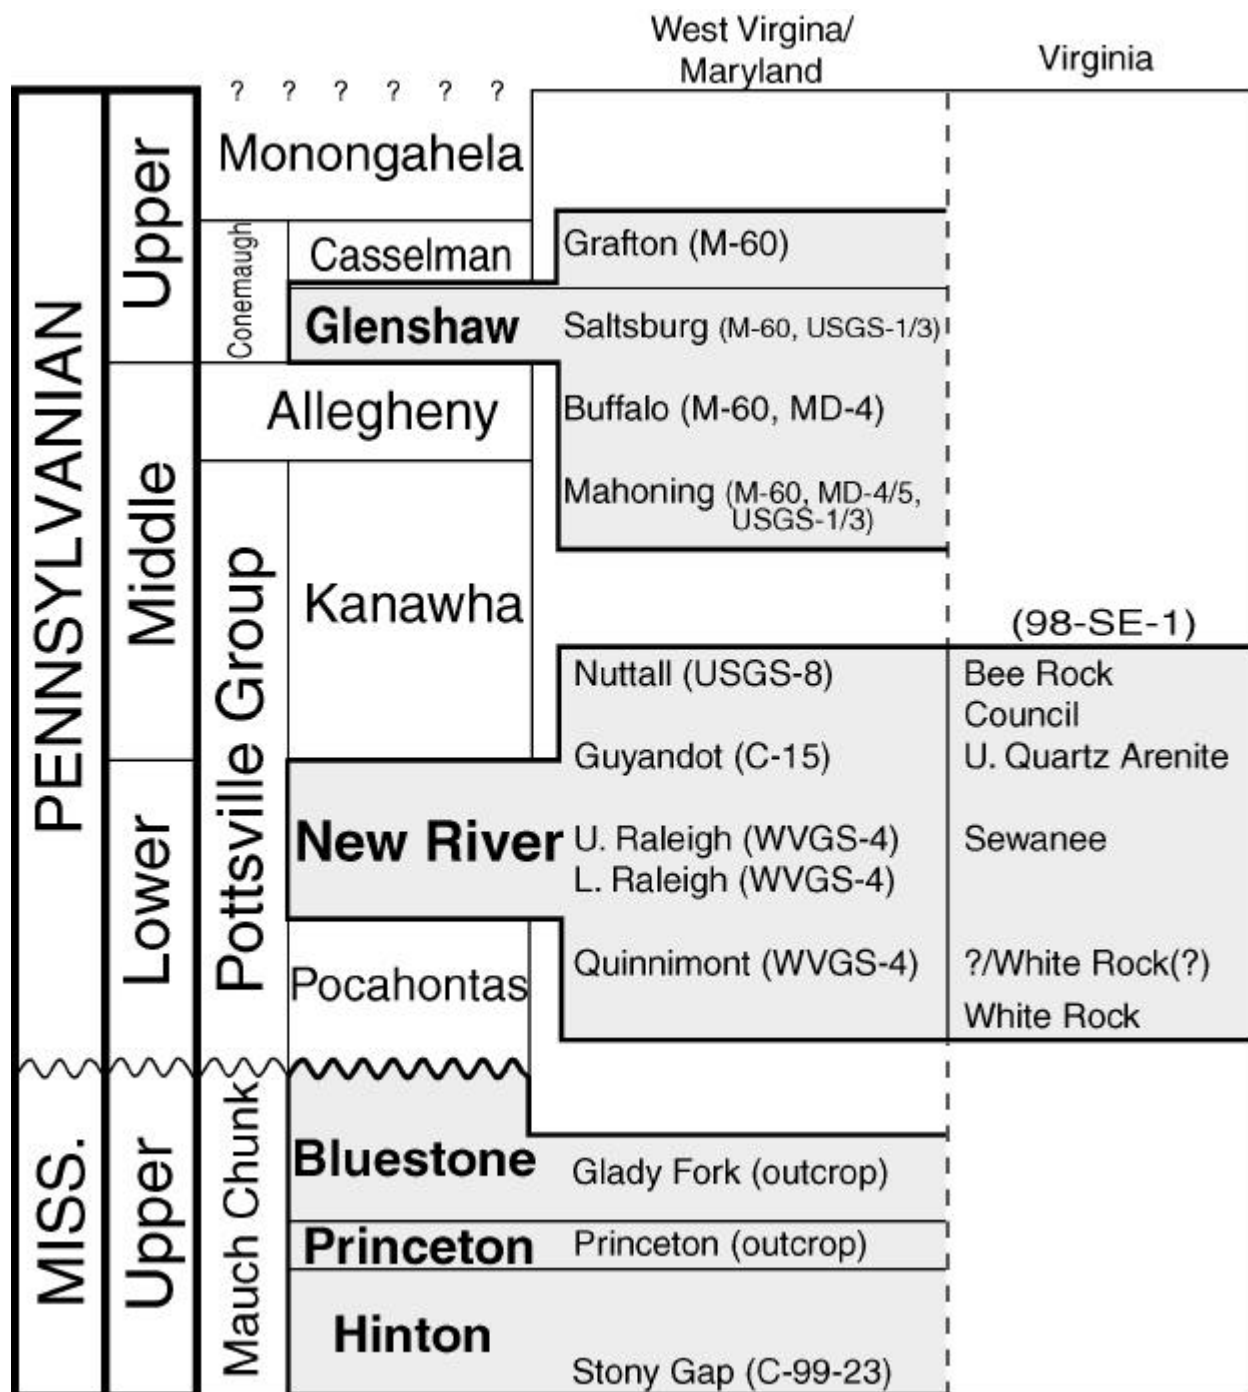 West Virgina/
Maryland
Virginia
? ? ? ? ? ?
PENNSYLVANIAN
Upper
Monongahela
Conemaugh
Casselman
Grafton (M-60)
Glenshaw
Saltsburg (M-60, USGS-1/3)
Middle
Allegheny
Buffalo (M-60, MD-4)
Mahoning (M-60, MD-4/5,
USGS-1/3)
Pottsville Group
Kanawha
(98-SE-1)
Nuttall (USGS-8)
Bee Rock
Council
Guyandot (C-15)
U. Quartz Arenite
Lower
New River
U. Raleigh (WVGS-4)
Sewanee
L. Raleigh (WVGS-4)
Pocahontas
Quinnimont (WVGS-4)
?/White Rock(?)
White Rock
MISS.
Upper
Mauch Chunk
Bluestone
Glady Fork (outcrop)
Princeton
Princeton (outcrop)
Hinton
Stony Gap (C-99-23)